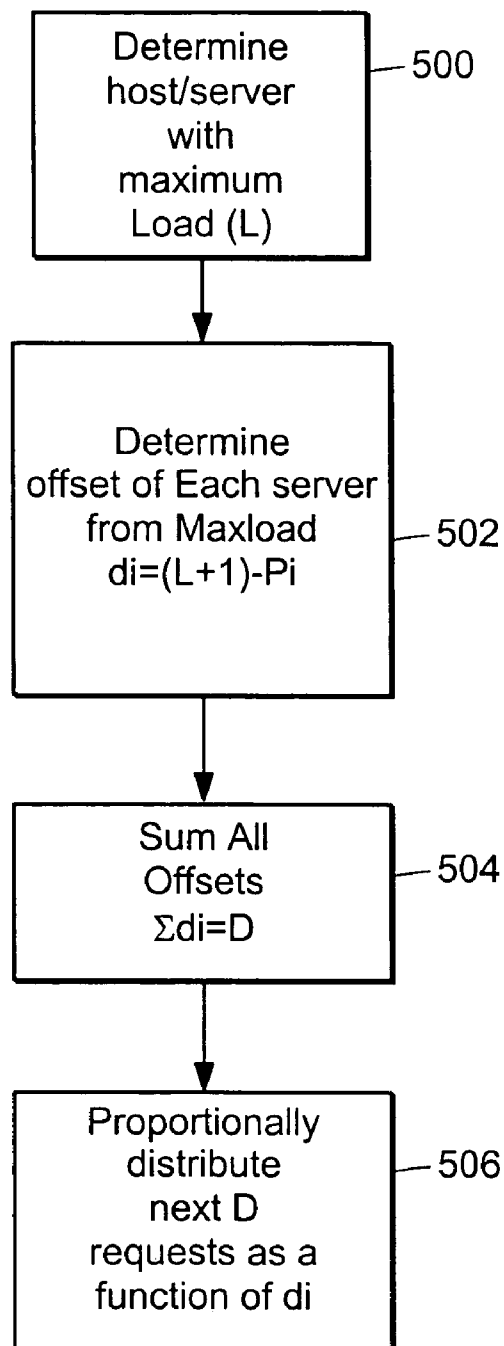 Determine
host/server
with
maximum
Load (L)
500
Determine
offset of Each server
from Maxload
di=(L+1)-Pi
502
Sum All
Offsets
Σdi=D
504
Proportionally
distribute
next D
requests as a
function of di
506